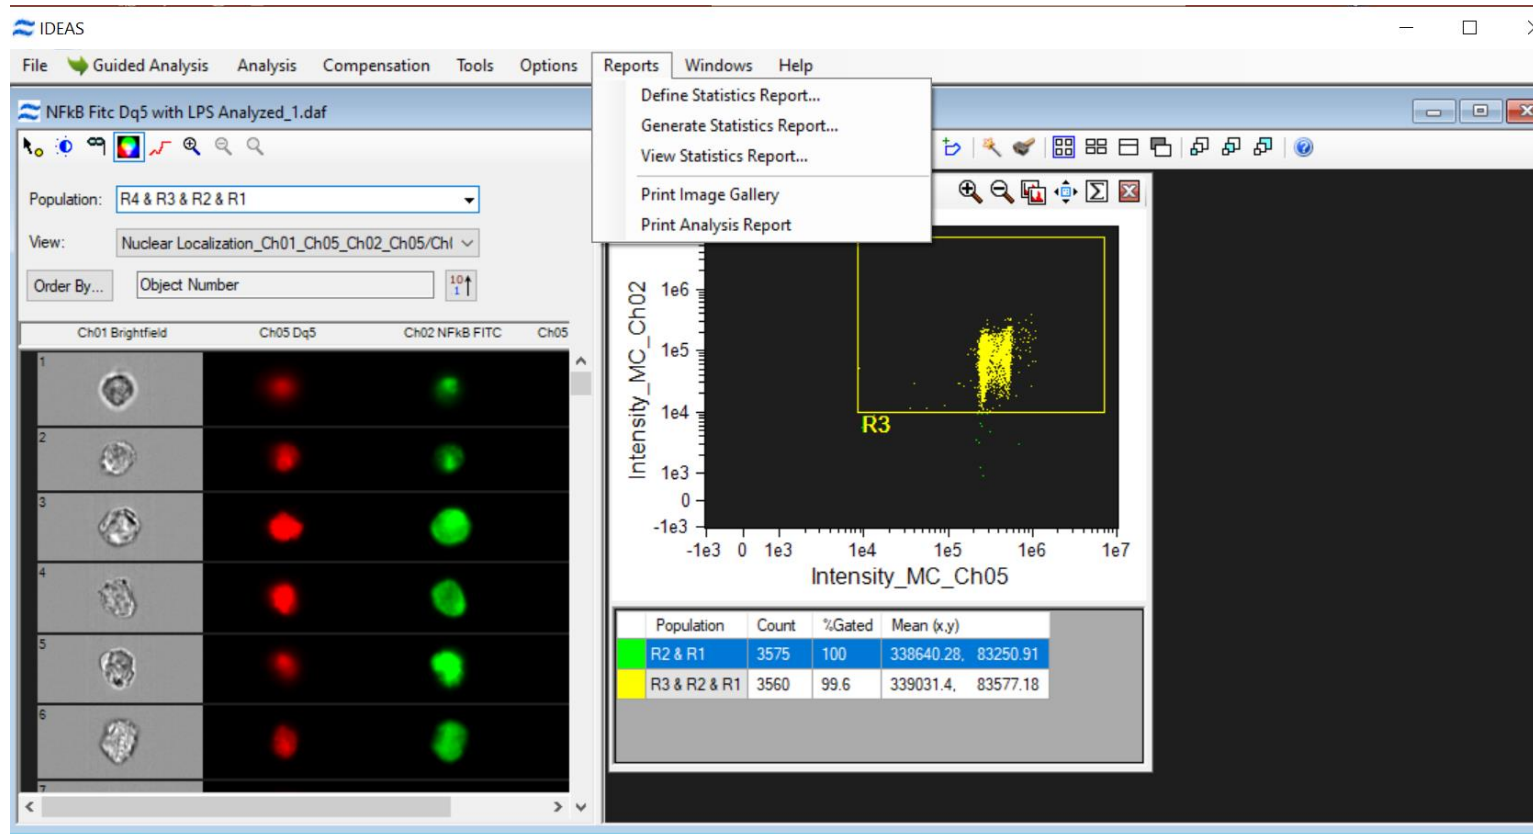 IDEAS
File Guided Analysis Analysis Compensation Tools Options Reports Windows Help
Define Statistics Report...
Generate Statistics Report...
View Statistics Report...
Print Image Gallery
Print Analysis Report
NFkB Fitc Dq5 with LPS Analyzed_1.daf
Population: R4 & R3 & R2 & R1
View: Nuclear Localization_Ch01_Ch05_Ch02_Ch05/Ch(
Order By... Object Number
Ch01 Brightfield Ch05 Dq5 Ch02 NFkB FITC Ch05
1
2
3
4
5
6
7
Intensity_MC_Ch02
1e6
1e5
1e4
1e3
0
-1e3
R3
-1e3 0 1e3 1e4 1e5 1e6 1e7
Intensity_MC_Ch05
Population Count %Gated Mean (x,y)
R2 & R1 3575 100 338640.28, 83250.91
R3 & R2 & R1 3560 99.6 339031.4, 83577.18